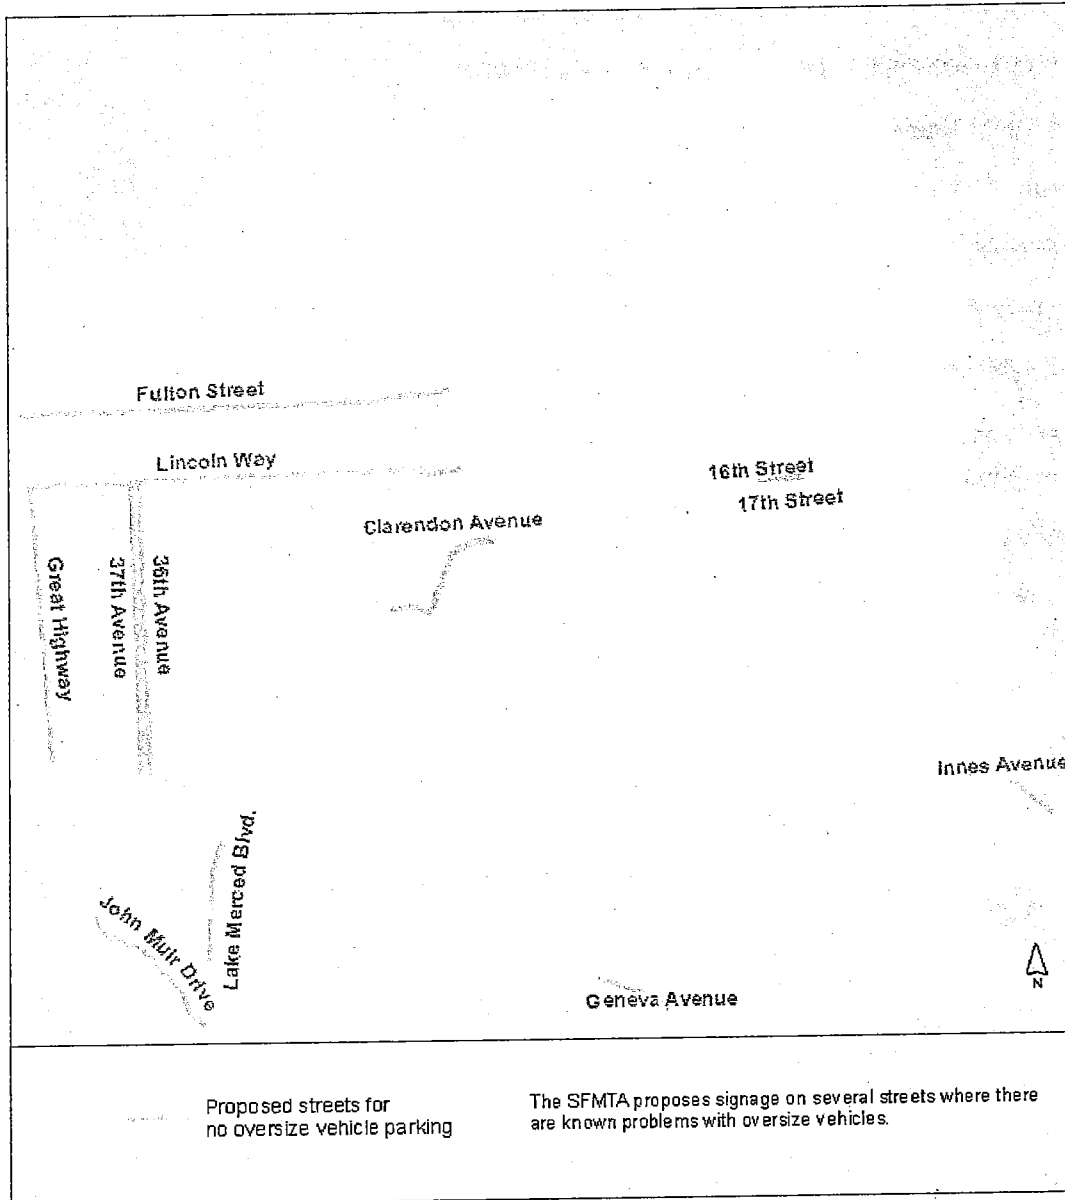 Fulton Street
Lincoln Way
16th Street
17th Street
Clarendon Avenue
Great Highway
37th Avenue
36th Avenue
Innes Avenue
Lake Merced Blvd.
John Muir Drive
Geneva Avenue
N
Proposed streets for
no oversize vehicle parking
The SFMTA proposes signage on several streets where there
are known problems with oversize vehicles.